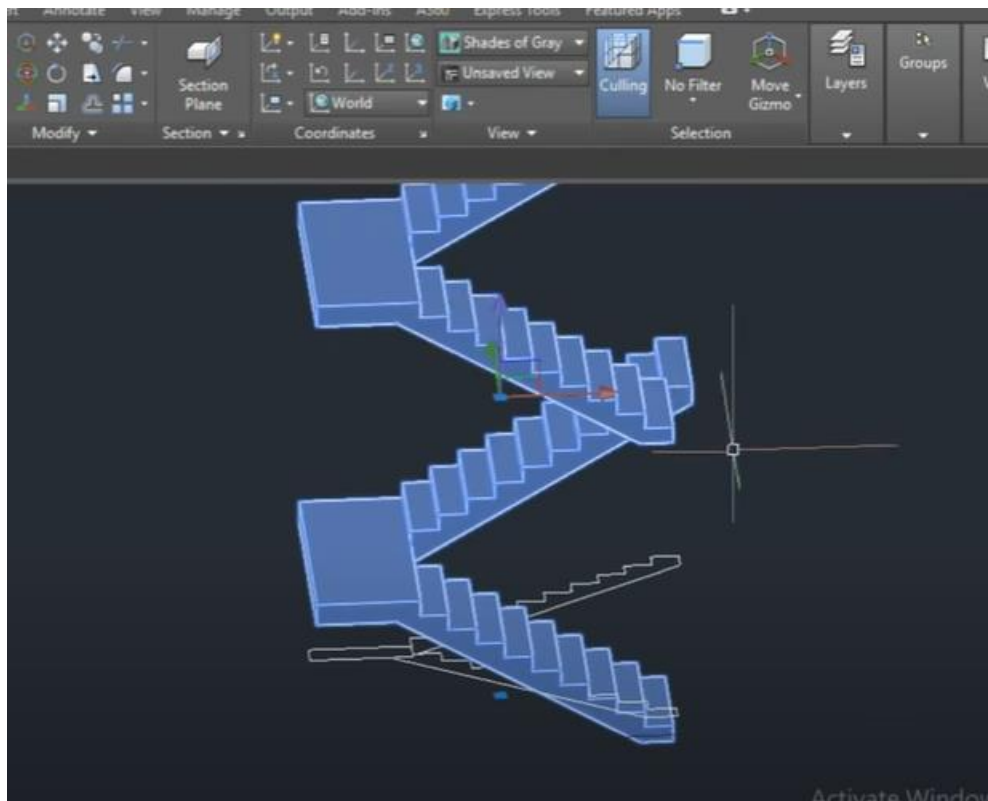 Annotate View Manage Output Add-Ins A360 Express Tools Featured Apps
Shades of Gray
Unsaved View
World
Section
Plane
Culling
No Filter
Move
Gizmo
Layers
Groups
Modify
Section
Coordinates
View
Selection
Activate Window